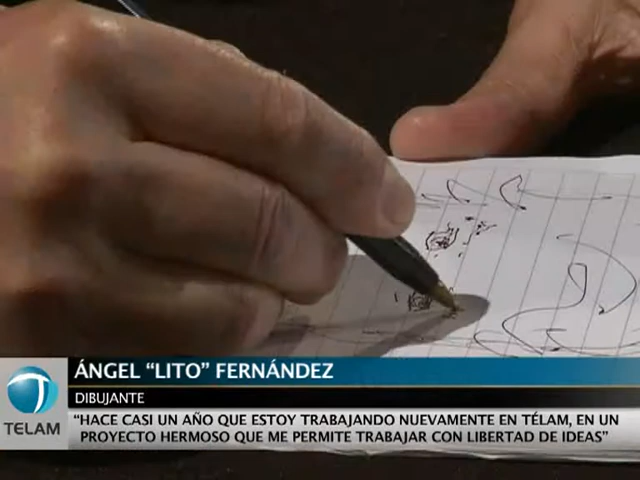 ÁNGEL “LITO” FERNÁNDEZ
DIBUJANTE
TELAM
“HACE CASI UN AÑO QUE ESTOY TRABAJANDO NUEVAMENTE EN TÉLAM, EN UN
PROYECTO HERMOSO QUE ME PERMITE TRABAJAR CON LIBERTAD DE IDEAS”